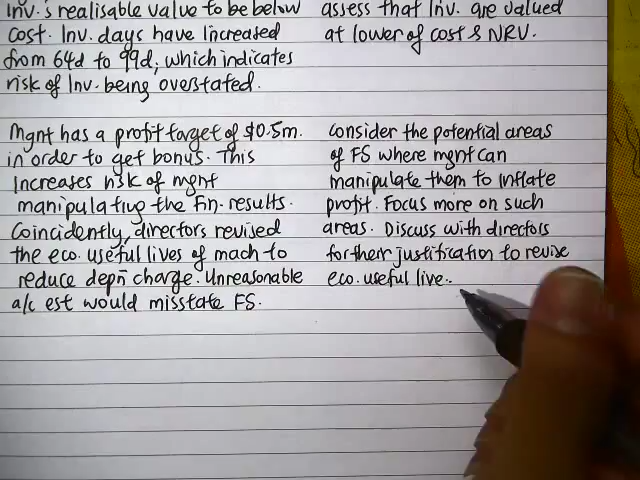 Inv.'s realisable value to be below
cost. Inv. days have increased
from 64d to 99d, which indicates
risk of Inv. being overstated.
Mgnt has a profit target of $0.5m.
in order to get bonus. This
increases risk of mgnt
manipulating the Fin. results.
Coincidently, directors revised
the eco. useful lives of mach to
reduce depn̄ charge. Unreasonable
a/c est would misstate FS.
assess that Inv. are valued
at lower of cost & NRV.
Consider the potential areas
of FS where mgnt can
manipulate them to inflate
profit. Focus more on such
areas. Discuss with directors
for their justification to revise
eco. useful live.